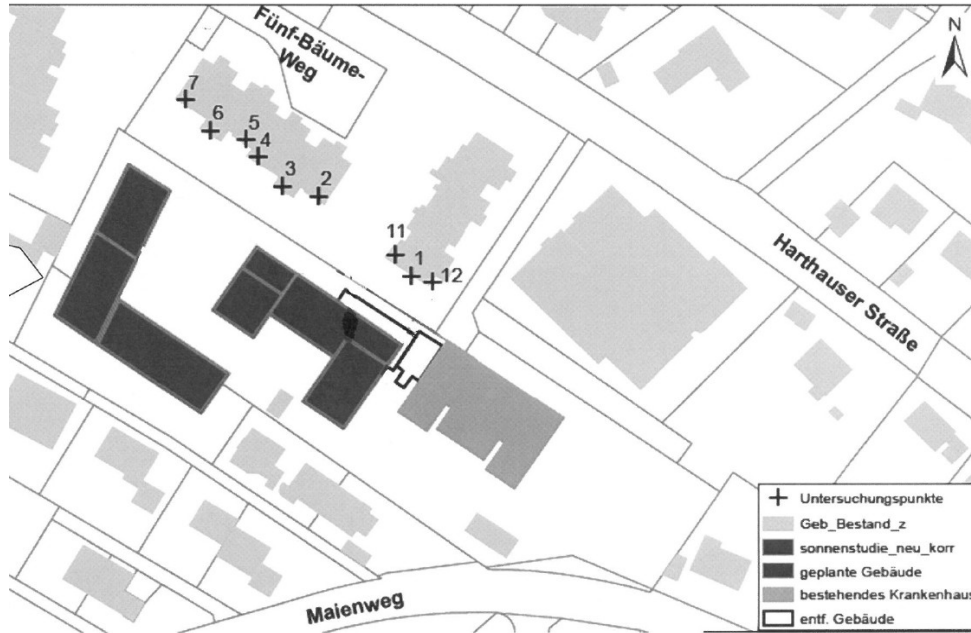 Fünf-Bäume-
Weg
N
7
6
5
4
3
2
11
1
12
Harthauser Straße
Maienweg
Untersuchungspunkte
Geb_Bestand_z
sonnenstudie_neu_korr
geplante Gebäude
bestehendes Krankenhaus
entf. Gebäude